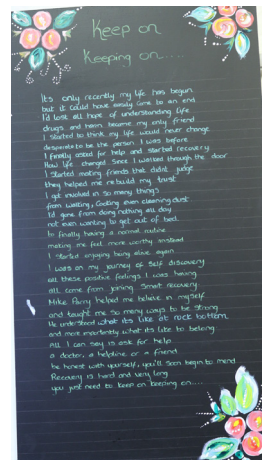 Keep on
Keeping on....
Its only recently my life has begun
but it could have easily come to an end
I'd lost all hope of understanding life
drugs and harm became my only friend
I started to think my life would never change
desperate to be the person I was before
I finally asked for help and started recovery
How life changed since I walked through the door
I started making friends that didnt judge
they helped me rebuild my trust
I got involved in so many things
from walking, Cooking even cleaning dust
I'd gone from doing nothing all day
not even wanting to get out of bed
In finally having a normal routine
making me feel more worthy instead
I started enjoying being alive again
I was on my journey of self discovery
all these positive feelings I was having
all came from joining Smart recovery
Mike Parry helped me believe in myself
and taught me so many ways to be strong
He understood what its like at rock bottom
and more importantly what its like to belong
All I can say is ask for help
a doctor, a helpline or a friend
be honest with yourself, you'll soon begin to mend
Recovery is hard and very long
you just need to keep on keeping on....